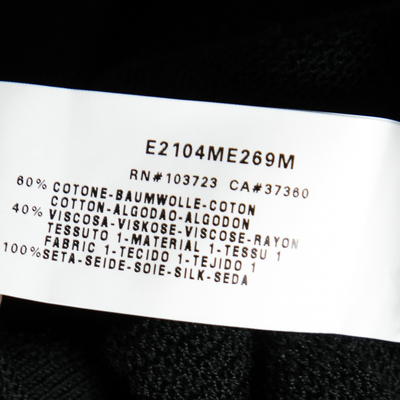 E2104ME269M
RN#103723 CA#37360
60% COTONE-BAUMWOLLE-COTON
COTTON-ALGODAO-ALGODON
40% VISCOSA-VISKOSE-VISCOSE-RAYON
TESSUTO 1-MATERIAL 1-TESSU 1
FABRIC 1-TECIDO 1-TEJIDO 1
100% SETA-SEIDE-SOIE-SILK-SEDA